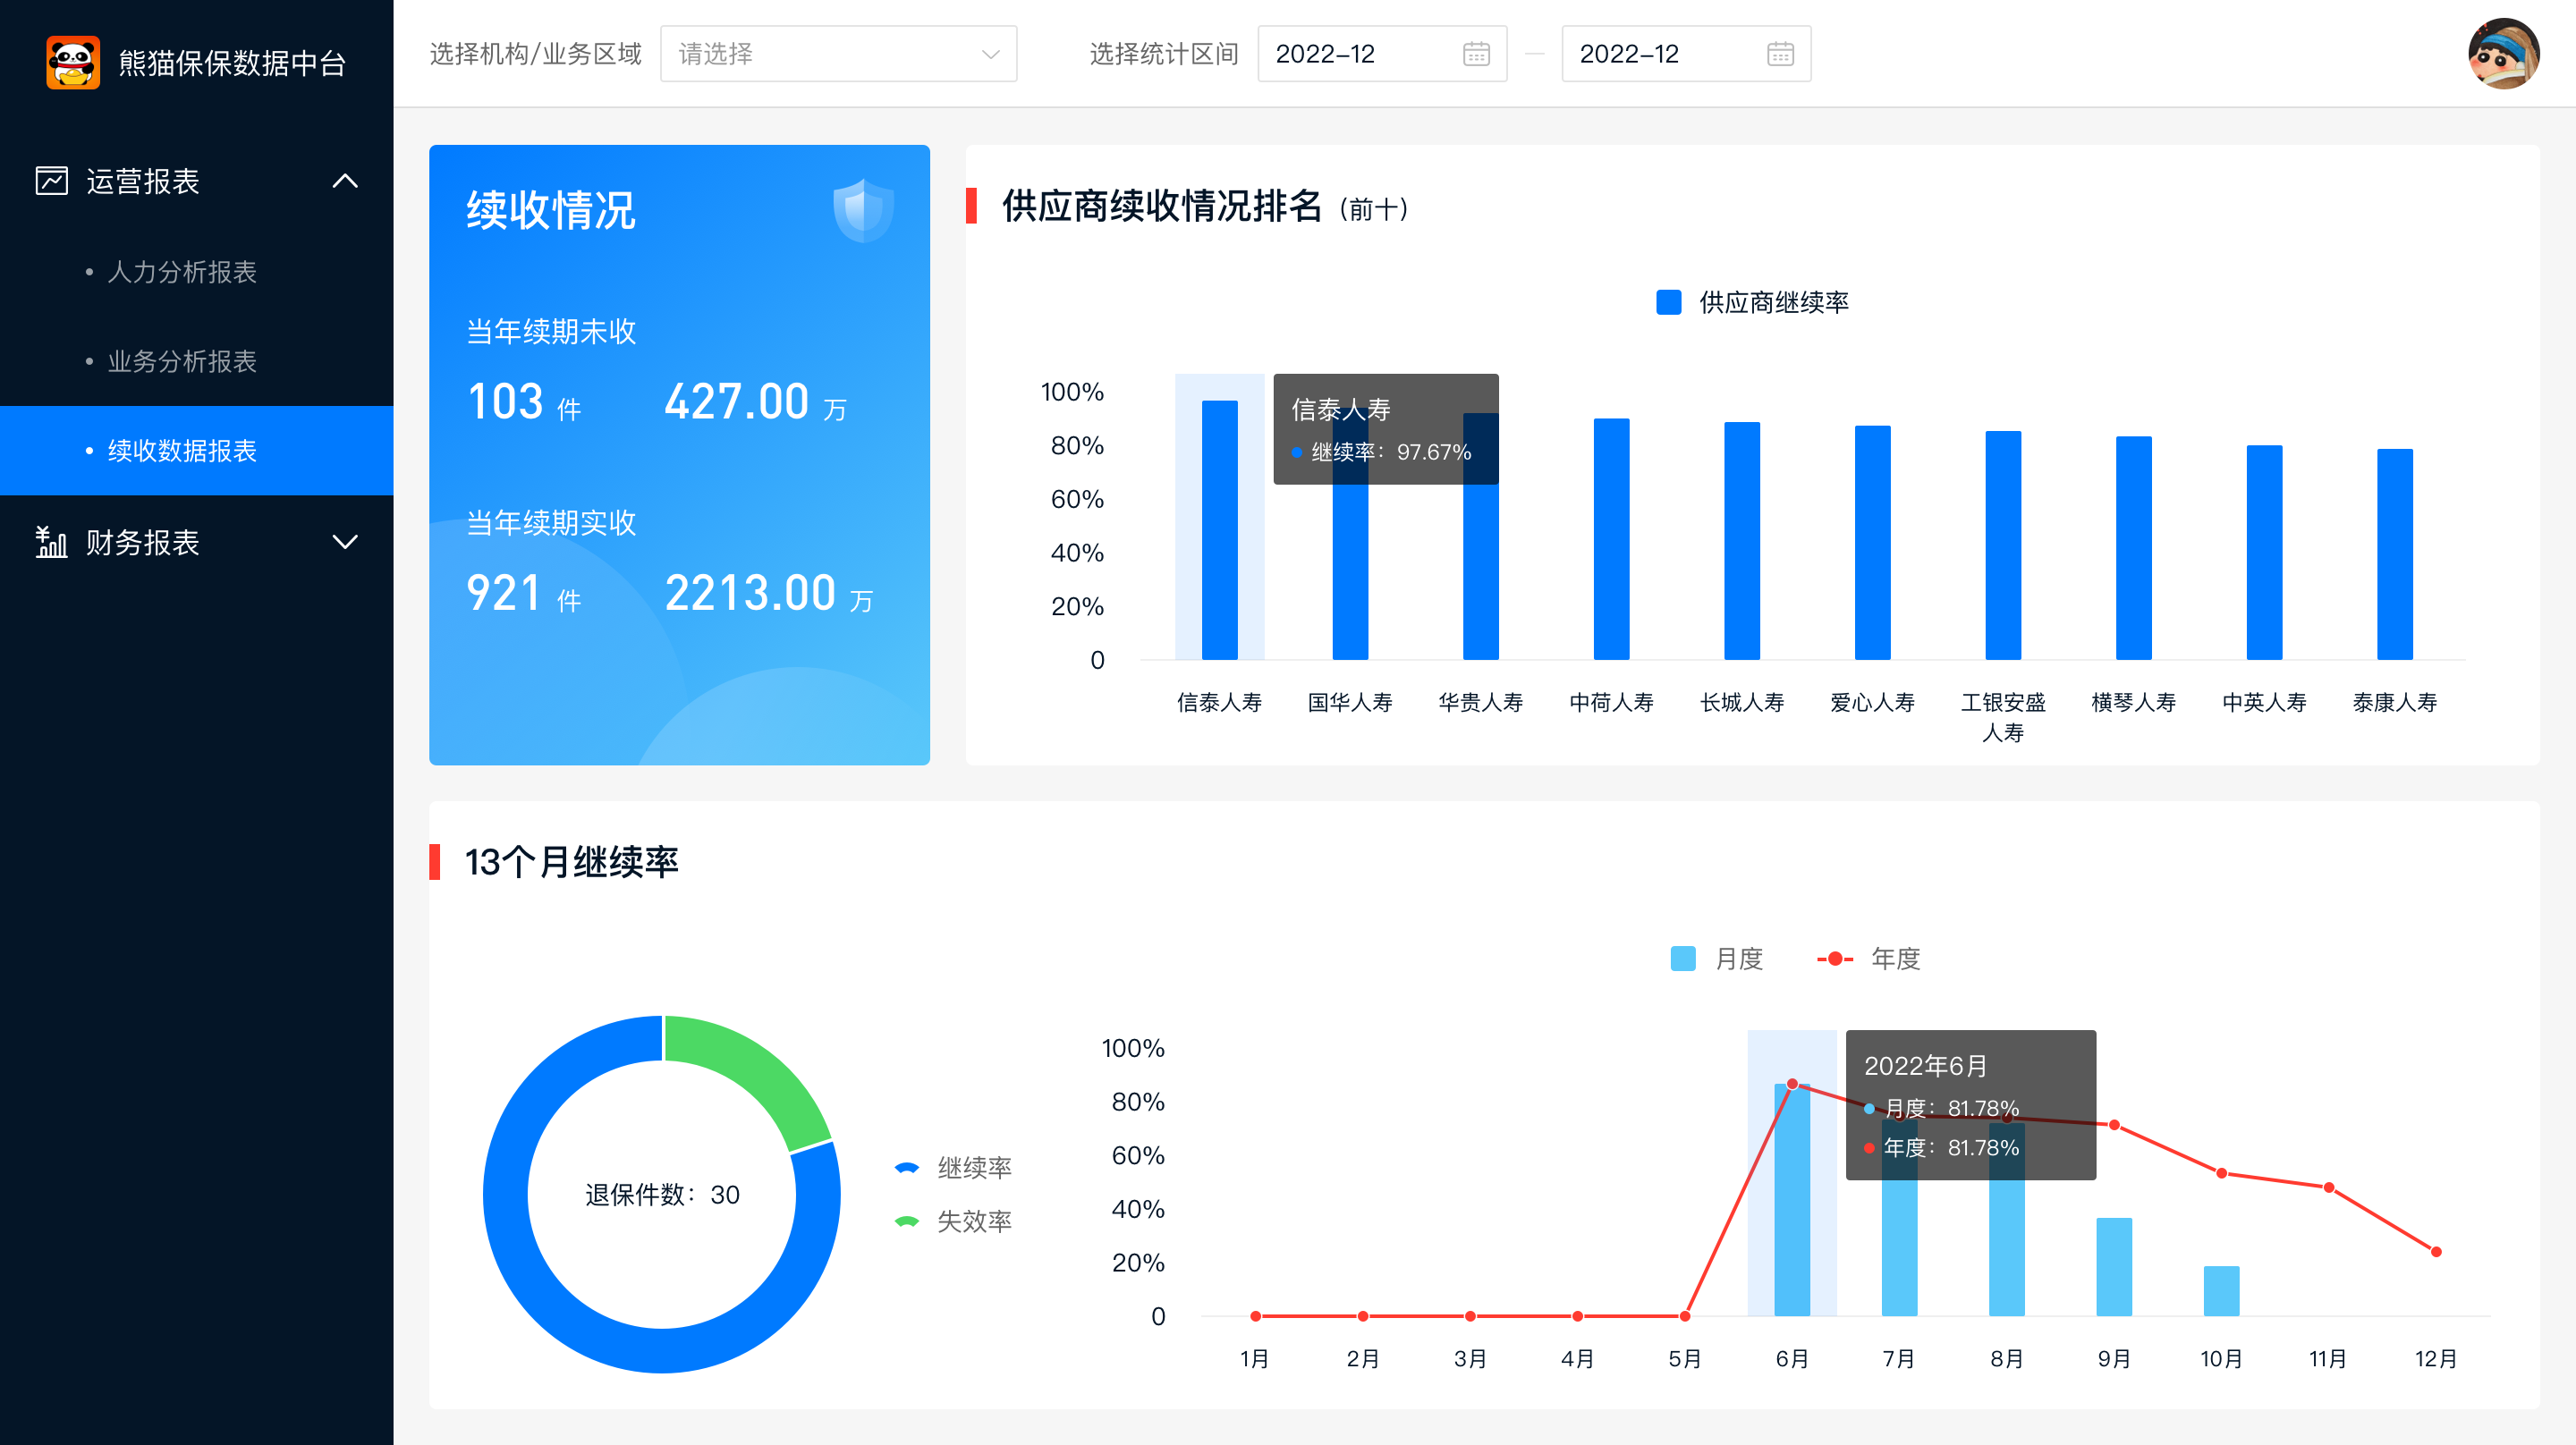 熊猫保保数据中台
运营报表
人力分析报表
业务分析报表
续收数据报表
财务报表
选择机构/业务区域 请选择 选择统计区间 2022-12 — 2022-12
续收情况
当年续期未收
103 件 427.00 万
当年续期实收
921 件 2213.00 万
供应商续收情况排名 (前十)
供应商继续率
100%
80%
60%
40%
20%
0
信泰人寿
继续率：97.67%
信泰人寿 国华人寿 华贵人寿 中荷人寿 长城人寿 爱心人寿 工银安盛人寿 横琴人寿 中英人寿 泰康人寿
13个月继续率
退保件数：30
继续率
失效率
月度 年度
100%
80%
60%
40%
20%
0
2022年6月
月度：81.78%
年度：81.78%
1月 2月 3月 4月 5月 6月 7月 8月 9月 10月 11月 12月